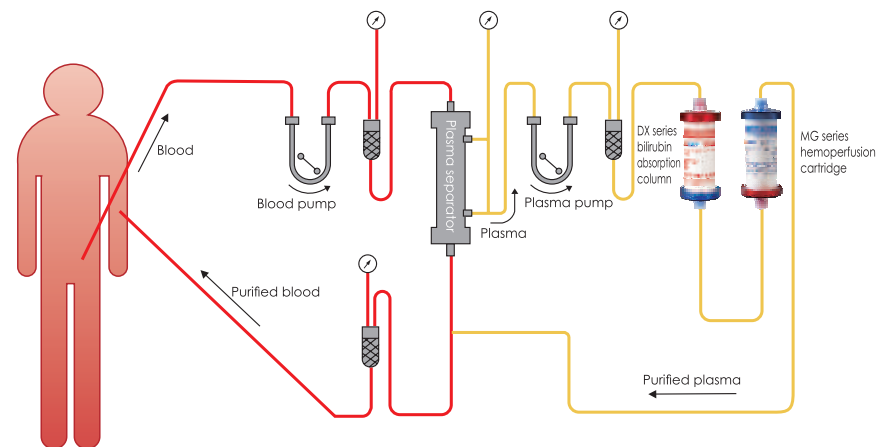 Blood
Blood pump
Plasma separator
Plasma
Plasma pump
DX series
bilirubin
absorption
column
MG series
hemoperfusion
cartridge
Purified blood
Purified plasma